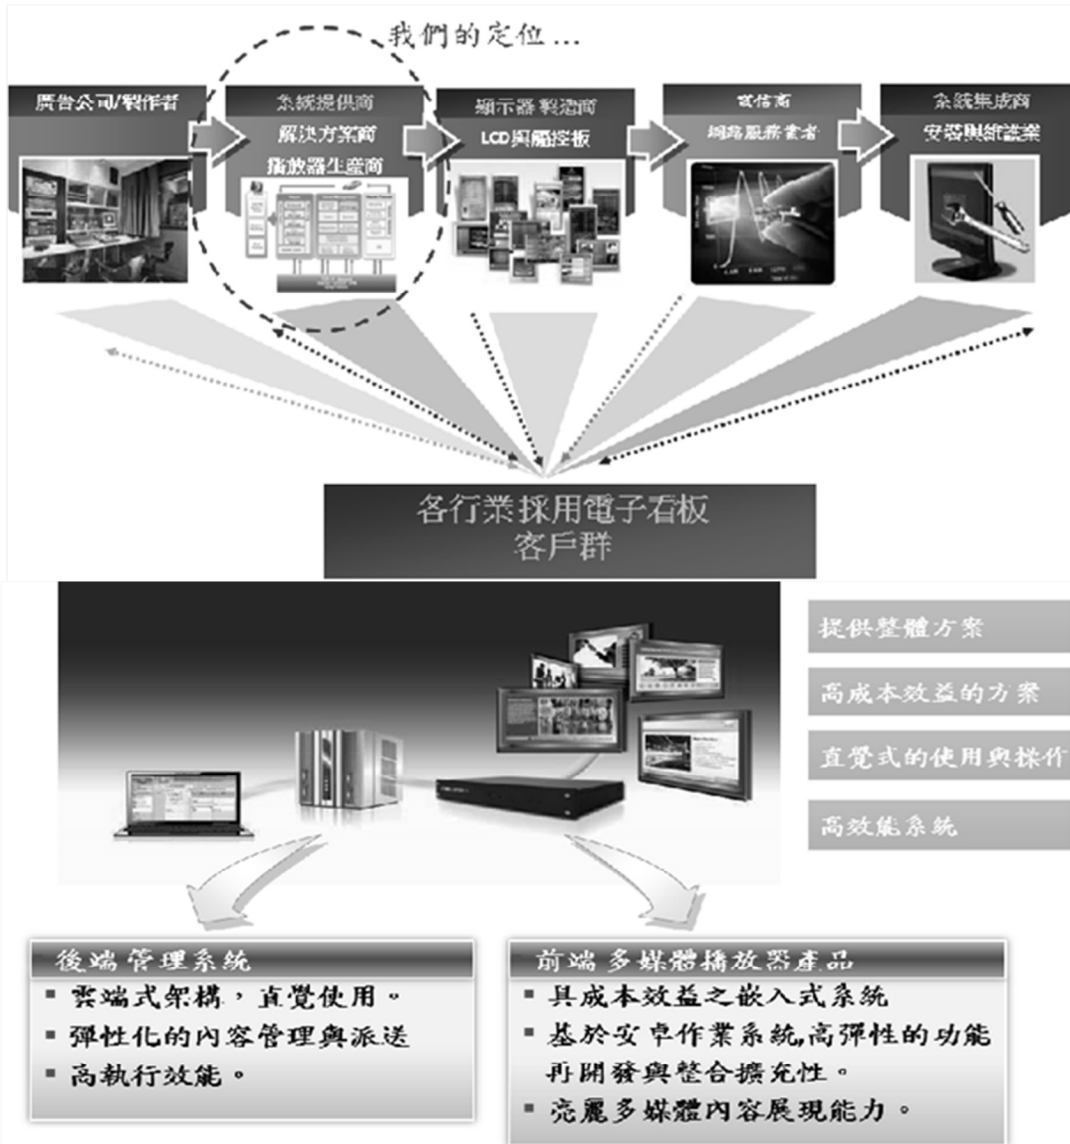 我們的定位...
廣告公司/製作者
系統提供商
解決方案商
播放器生産商
顯示器製造商
LCD與觸控板
電信商
網絡服務業者
系統集成商
安裝與維護業
各行業採用電子看板
客戶群
提供整體方案
高成本效益的方案
直覺式的使用與操作
高效能系統
後端管理系統
▪ 雲端式架構，直覺使用。
▪ 彈性化的內容管理與派送
▪ 高執行效能。
前端多媒體播放器產品
▪ 具成本效益之嵌入式系統
▪ 基於安卓作業系統,高彈性的功能
再開發與整合擴充性。
▪ 亮麗多媒體內容展現能力。